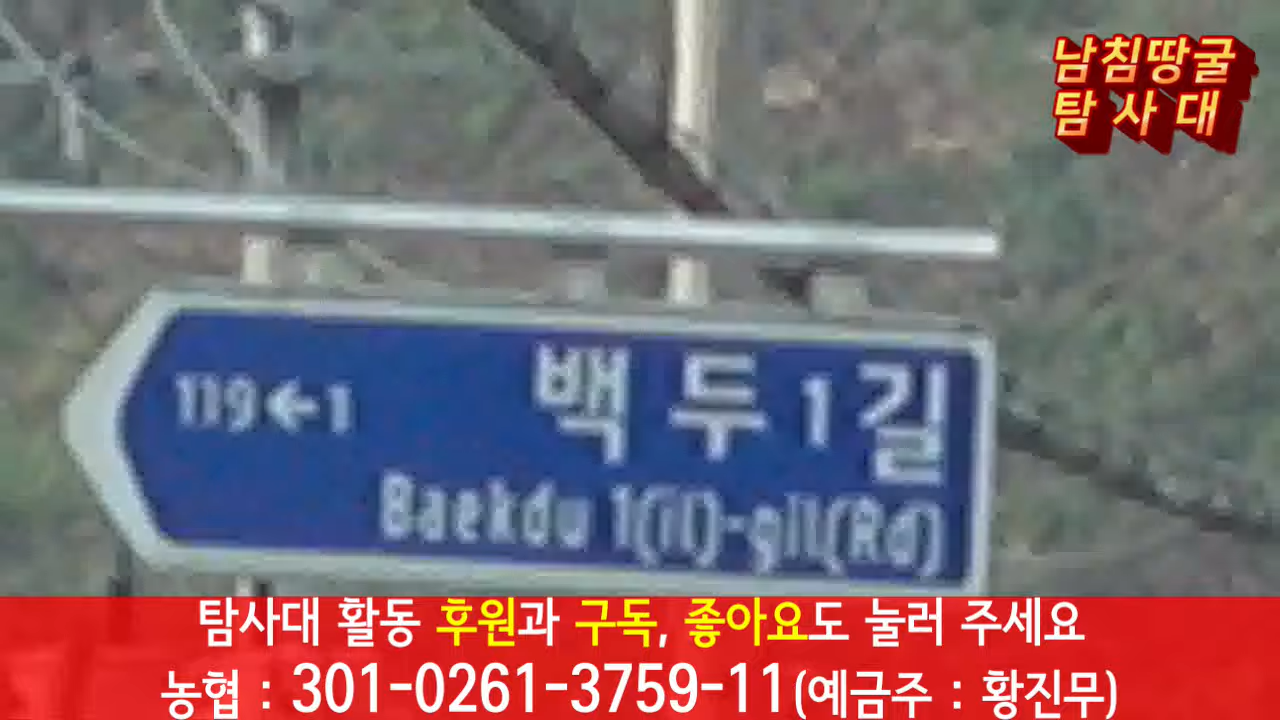 남침땅굴
탐사대
백두1길
119←1
Baekdu 1(il)-gil(Rd)
탐사대 활동 후원과 구독, 좋아요도 눌러 주세요
농협 : 301-0261-3759-11(예금주 : 황진무)